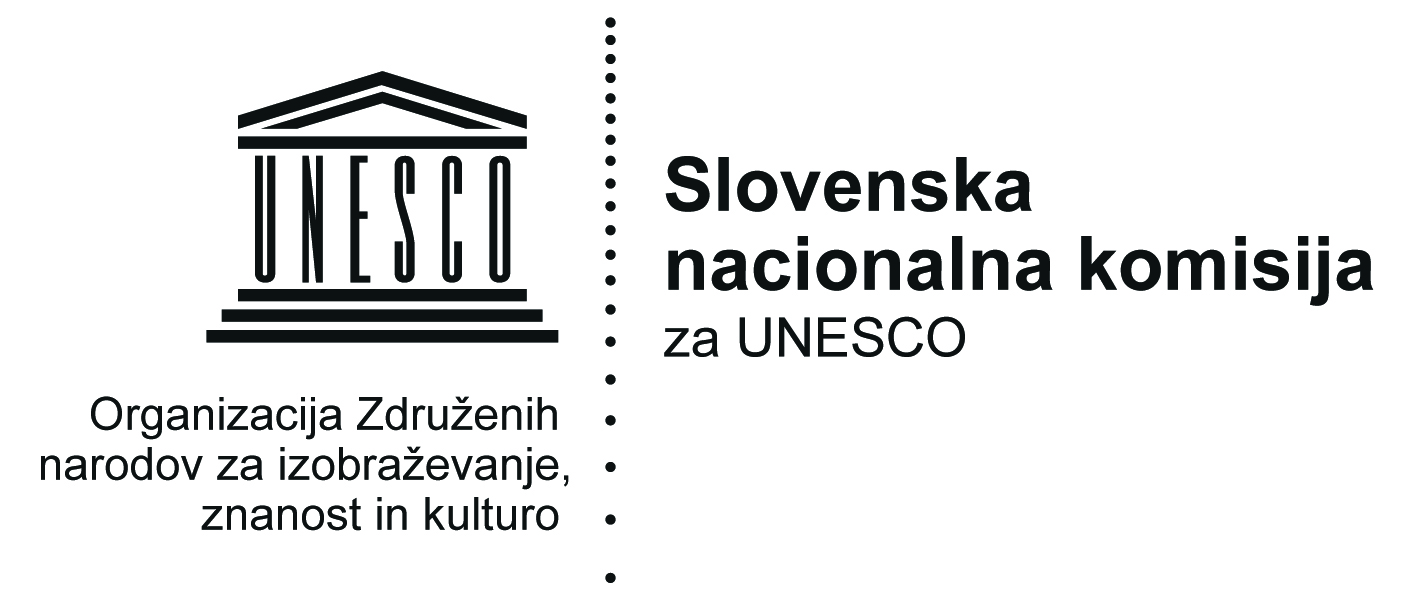 UNESCO
Organizacija Združenih
narodov za izobraževanje,
znanost in kulturo
Slovenska
nacionalna komisija
za UNESCO